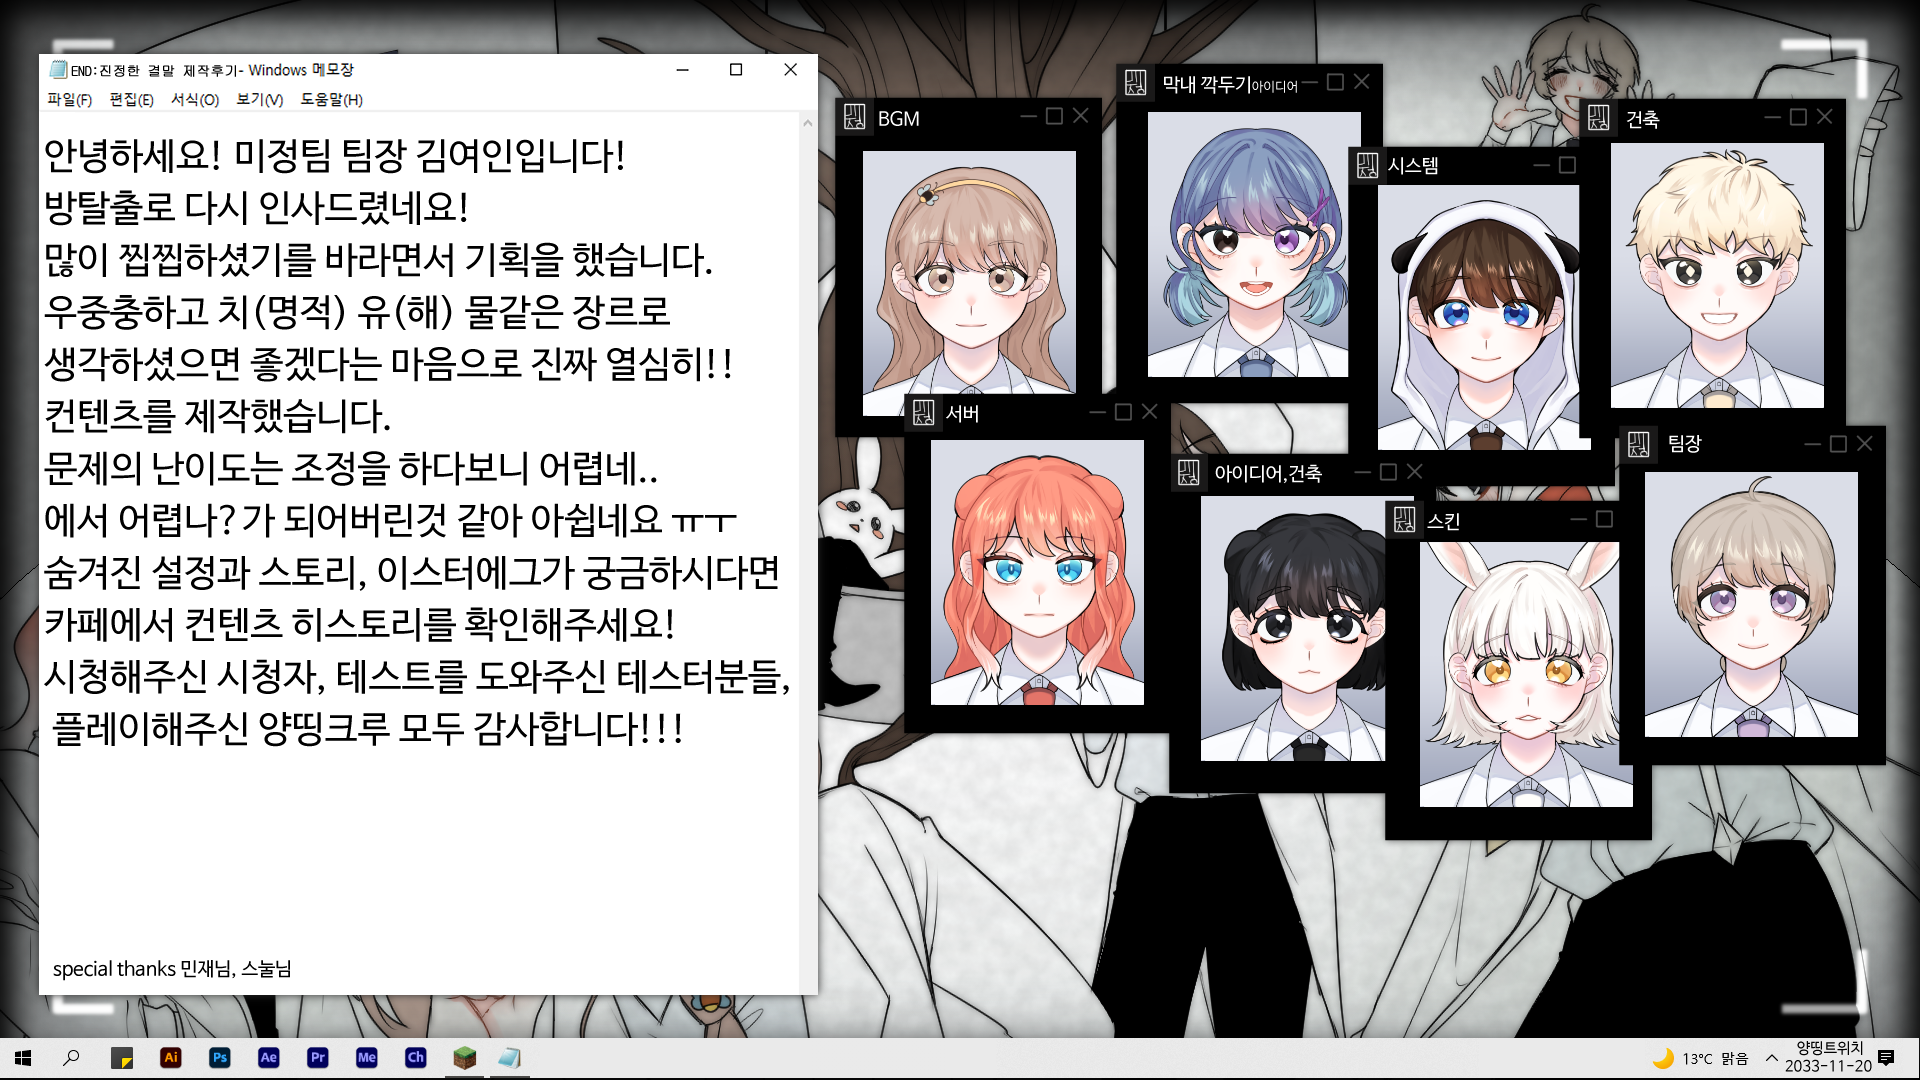 END:진정한 결말 제작후기- Windows 메모장
파일(F) 편집(E) 서식(O) 보기(V) 도움말(H)
안녕하세요! 미정팀 팀장 김여인입니다!
방탈출로 다시 인사드렸네요!
많이 찝찝하셨기를 바라면서 기획을 했습니다.
우중충하고 치(명적) 유(해) 물같은 장르로
생각하셨으면 좋겠다는 마음으로 진짜 열심히!!
컨텐츠를 제작했습니다.
문제의 난이도는 조정을 하다보니 어렵네..
에서 어렵나?가 되어버린것 같아 아쉽네요 ㅠㅜ
숨겨진 설정과 스토리, 이스터에그가 궁금하시다면
카페에서 컨텐츠 히스토리를 확인해주세요!
시청해주신 시청자, 테스트를 도와주신 테스터분들,
플레이해주신 양띵크루 모두 감사합니다!!!
special thanks 민재님, 스눌님
BGM
막내 깍두기아이디어
시스템
건축
서버
아이디어,건축
스킨
팀장
Ai Ps Ae Pr Me Ch
13°C 맑음
양띵트위치
2033-11-20